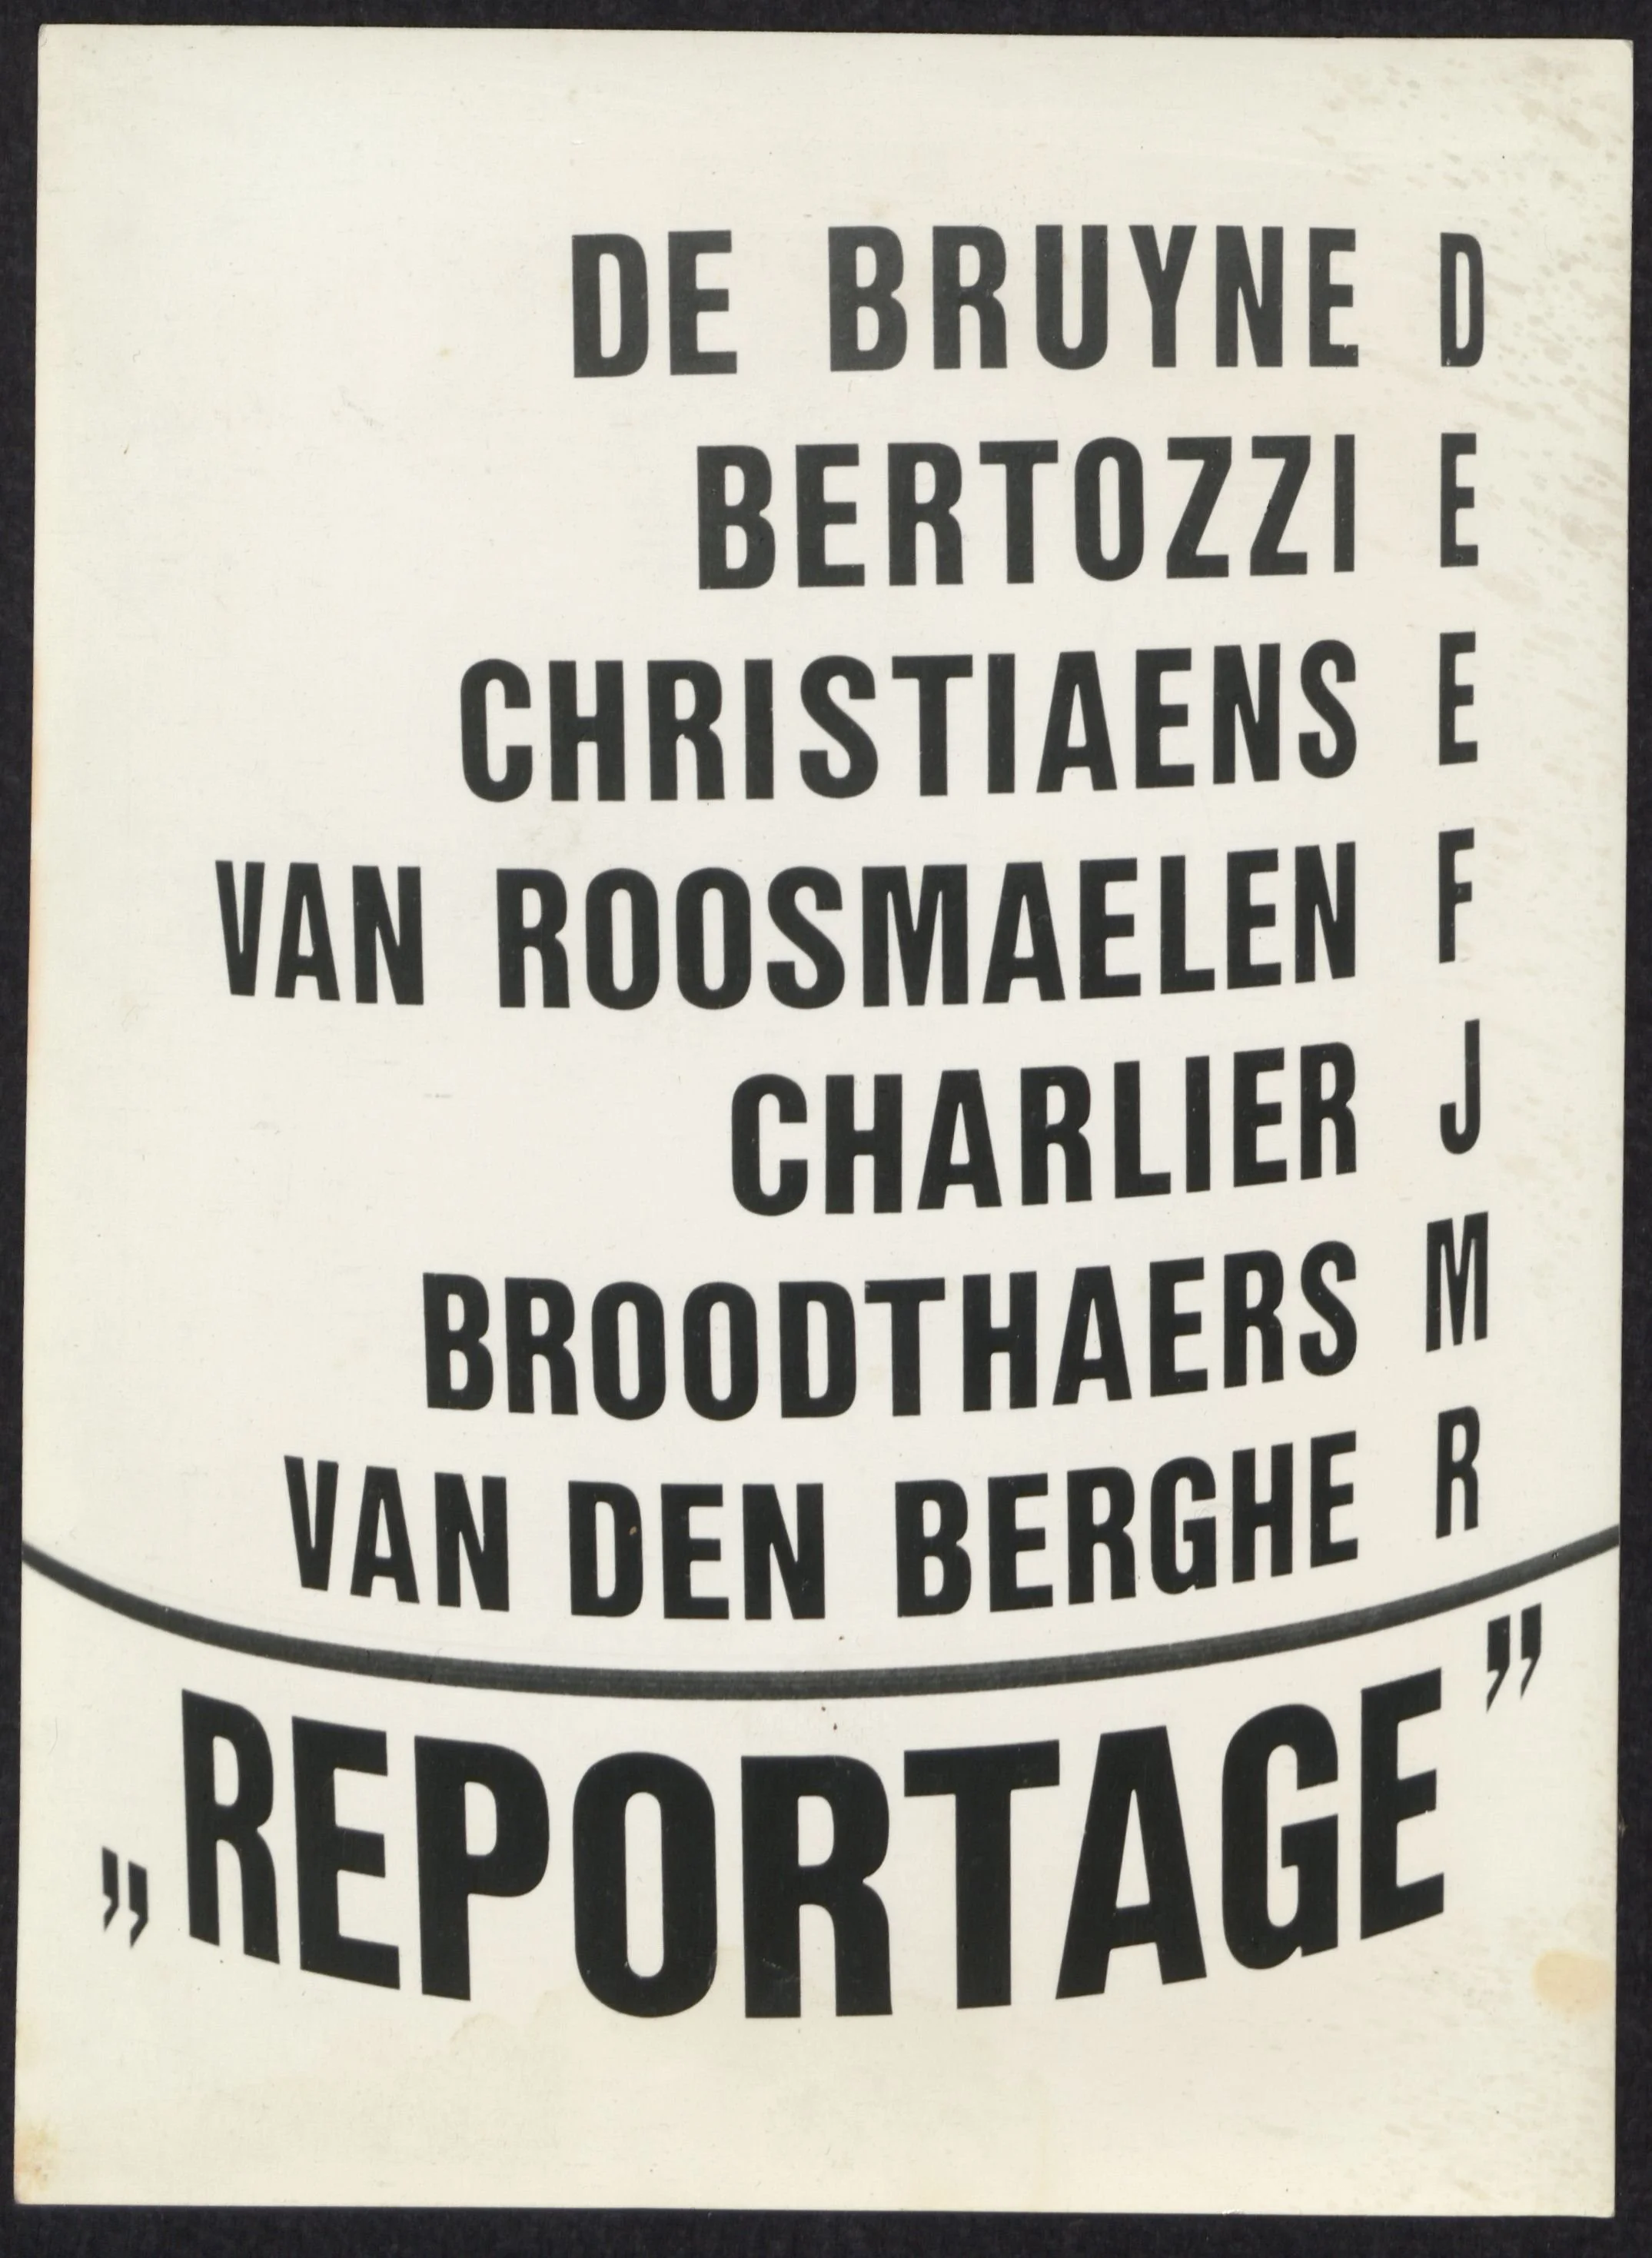 DE BRUYNE D
BERTOZZI E
CHRISTIAENS E
VAN ROOSMAELEN F
CHARLIER J
BROODTHAERS M
VAN DEN BERGHE R
„REPORTAGE”